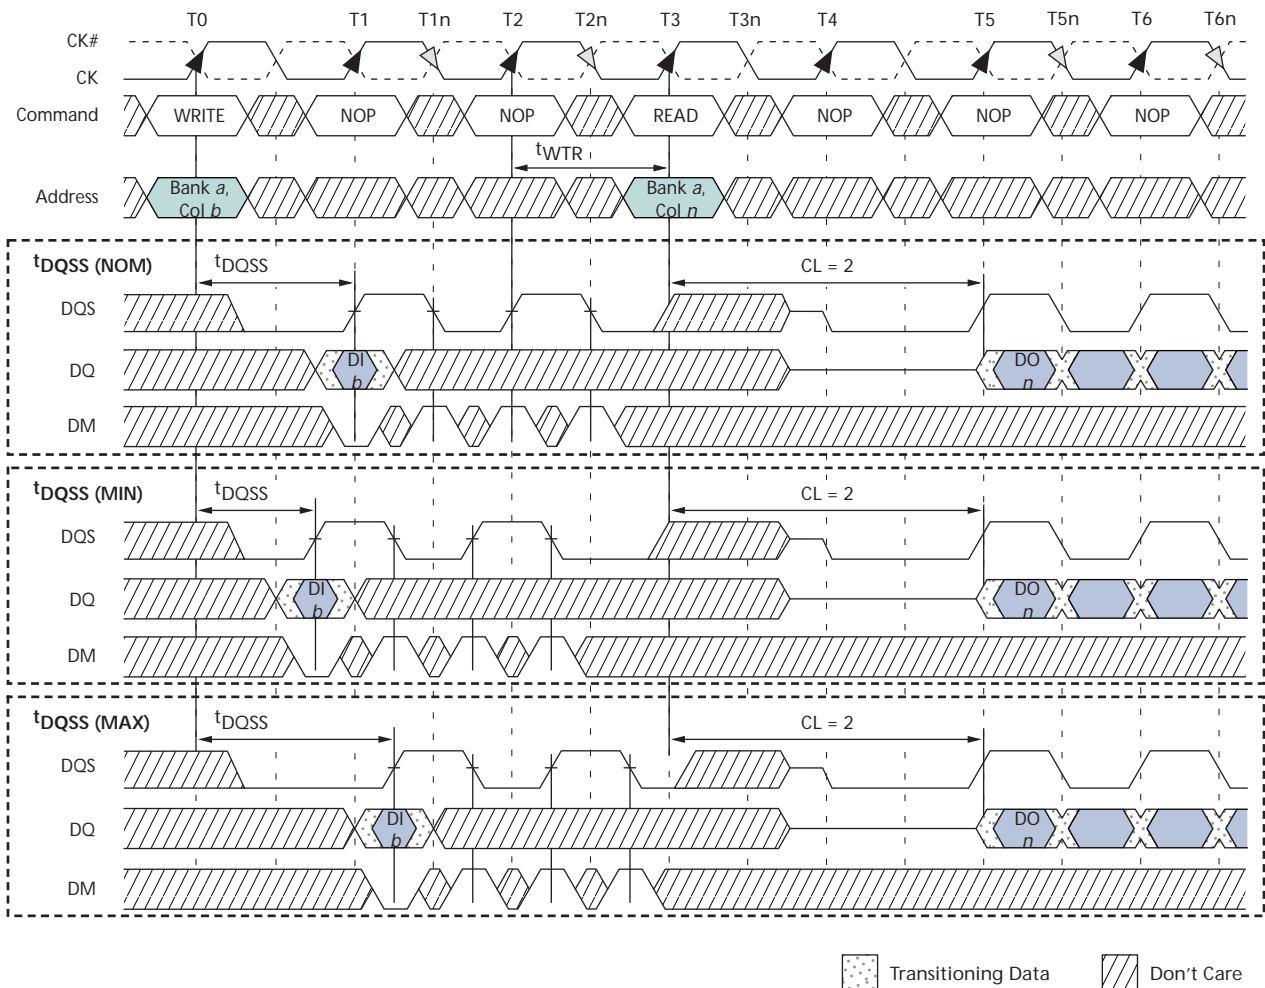 T0 T1 T1n T2 T2n T3 T3n T4 T5 T5n T6 T6n
CK#
CK
Command WRITE NOP NOP READ NOP NOP NOP
tWTR
Address Bank a, Col b Bank a, Col n
tDQSS (NOM) tDQSS CL = 2
DQS
DQ DI b DO n
DM
tDQSS (MIN) tDQSS CL = 2
DQS
DQ DI b DO n
DM
tDQSS (MAX) tDQSS CL = 2
DQS
DQ DI b DO n
DM
Transitioning Data Don't Care